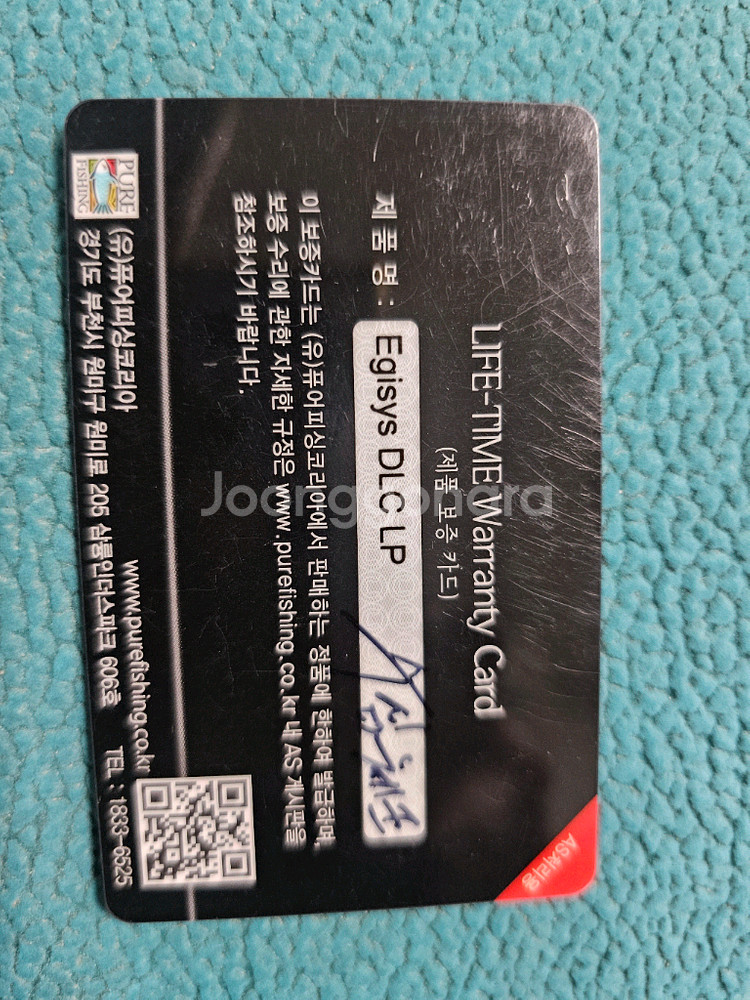 LIFE-TIME Warranty Card
(제품 보증 카드)
제 품 명 : Egisys DLC LP
이 보증카드는 (유)퓨어피싱코리아에서 판매하는 정품에 한하여 발급하며,
보증 수리에 관한 자세한 규정은 www.purefishing.co.kr 내 AS 게시판을
참조하시기 바랍니다.
AS처리용
PURE
FISHING
(유)퓨어피싱코리아
www.purefishing.co.kr
경기도 부천시 원미구 원미로 205 삼룡인더스파크 606호 TEL : 1833-6525
Joonggonara